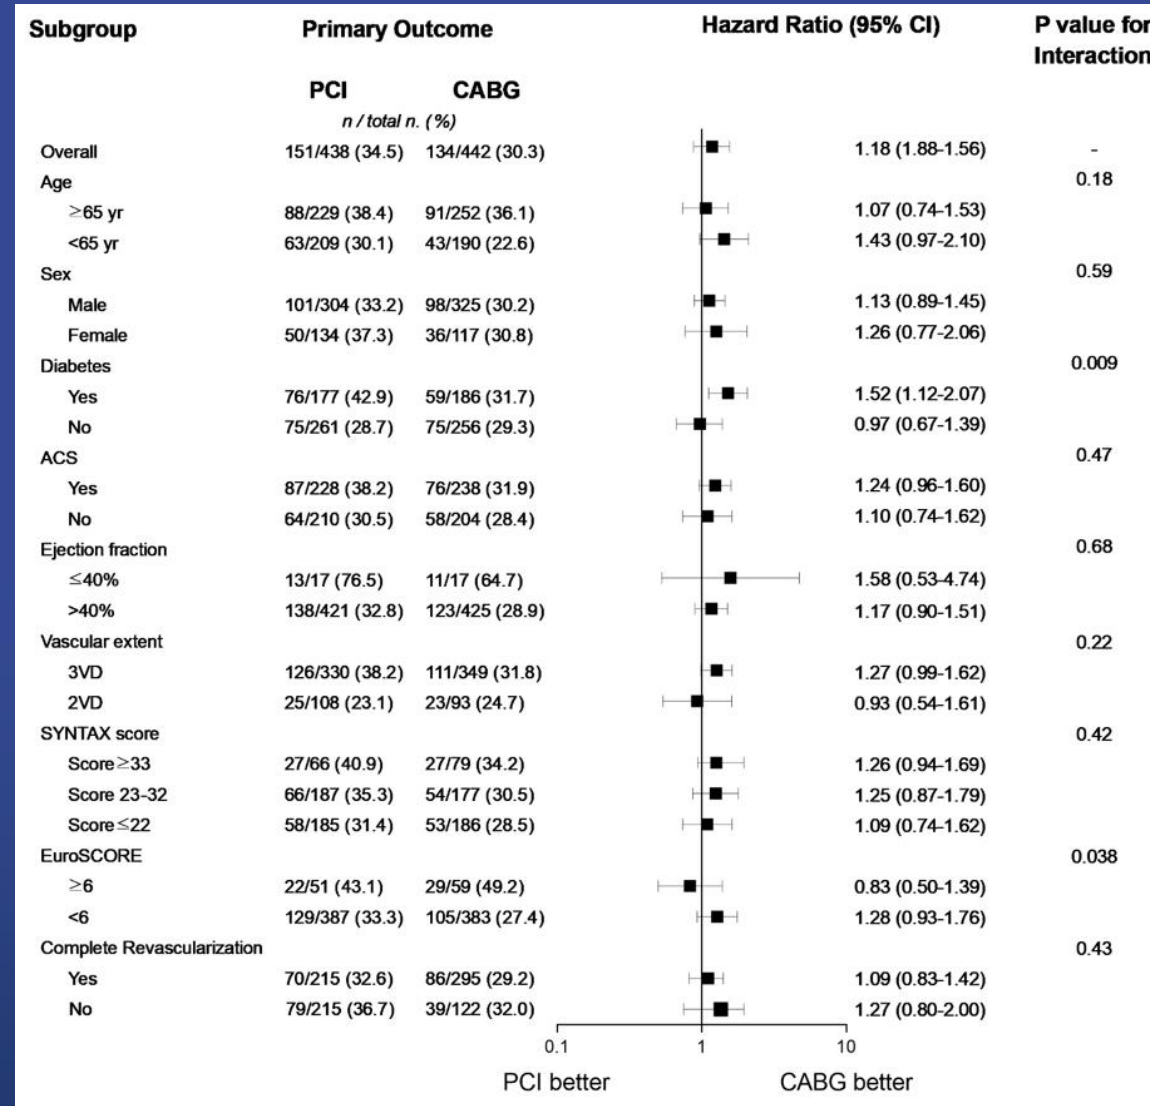 Subgroup Primary Outcome Hazard Ratio (95% CI) P value for Interaction
PCI CABG
n / total n. (%)
Overall 151/438 (34.5) 134/442 (30.3) 1.18 (1.88-1.56) -
Age 0.18
≥65 yr 88/229 (38.4) 91/252 (36.1) 1.07 (0.74-1.53)
<65 yr 63/209 (30.1) 43/190 (22.6) 1.43 (0.97-2.10)
Sex 0.59
Male 101/304 (33.2) 98/325 (30.2) 1.13 (0.89-1.45)
Female 50/134 (37.3) 36/117 (30.8) 1.26 (0.77-2.06)
Diabetes 0.009
Yes 76/177 (42.9) 59/186 (31.7) 1.52 (1.12-2.07)
No 75/261 (28.7) 75/256 (29.3) 0.97 (0.67-1.39)
ACS 0.47
Yes 87/228 (38.2) 76/238 (31.9) 1.24 (0.96-1.60)
No 64/210 (30.5) 58/204 (28.4) 1.10 (0.74-1.62)
Ejection fraction 0.68
≤40% 13/17 (76.5) 11/17 (64.7) 1.58 (0.53-4.74)
>40% 138/421 (32.8) 123/425 (28.9) 1.17 (0.90-1.51)
Vascular extent 0.22
3VD 126/330 (38.2) 111/349 (31.8) 1.27 (0.99-1.62)
2VD 25/108 (23.1) 23/93 (24.7) 0.93 (0.54-1.61)
SYNTAX score 0.42
Score≥33 27/66 (40.9) 27/79 (34.2) 1.26 (0.94-1.69)
Score 23-32 66/187 (35.3) 54/177 (30.5) 1.25 (0.87-1.79)
Score≤22 58/185 (31.4) 53/186 (28.5) 1.09 (0.74-1.62)
EuroSCORE 0.038
≥6 22/51 (43.1) 29/59 (49.2) 0.83 (0.50-1.39)
<6 129/387 (33.3) 105/383 (27.4) 1.28 (0.93-1.76)
Complete Revascularization 0.43
Yes 70/215 (32.6) 86/295 (29.2) 1.09 (0.83-1.42)
No 79/215 (36.7) 39/122 (32.0) 1.27 (0.80-2.00)
0.1 1 10
PCI better CABG better